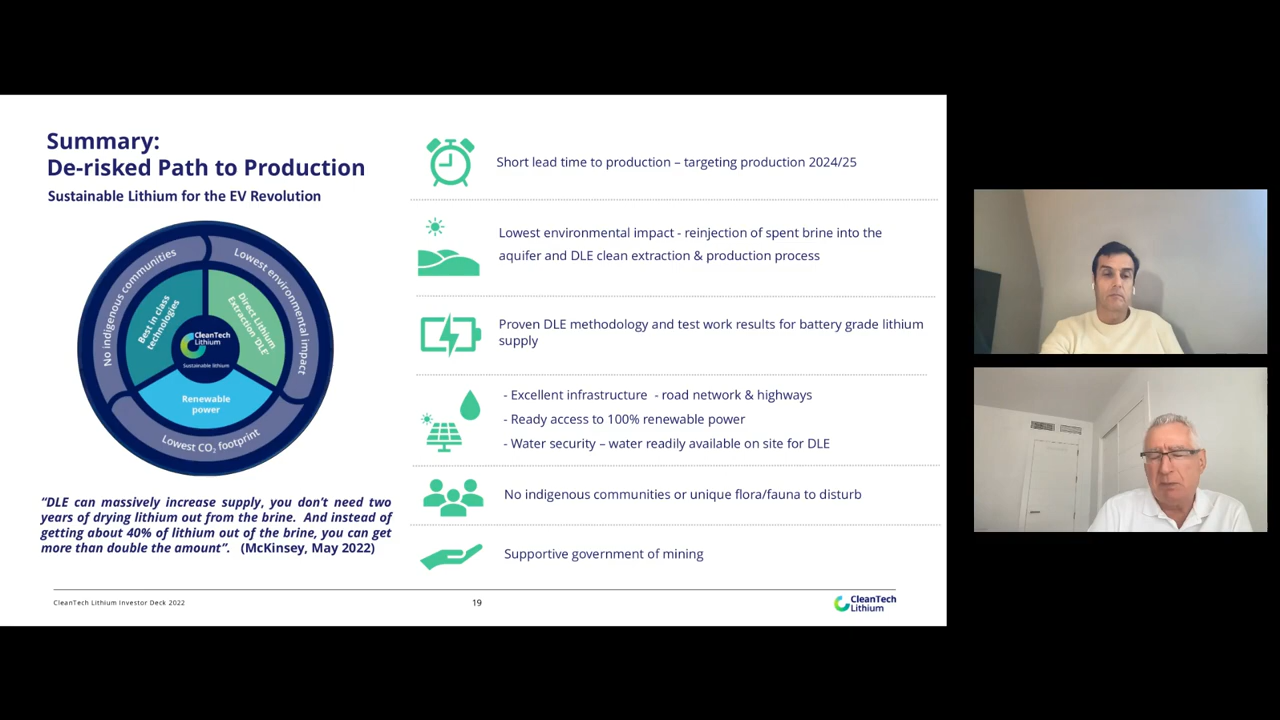 Summary:
De-risked Path to Production
Sustainable Lithium for the EV Revolution
No indigenous communities
Lowest environmental impact
Best in class
technologies
Direct Lithium
Extraction 'DLE'
CleanTech
Lithium
Sustainable lithium
Renewable
power
Lowest CO₂ footprint
“DLE can massively increase supply, you don’t need two
years of drying lithium out from the brine. And instead of
getting about 40% of lithium out of the brine, you can get
more than double the amount”. (McKinsey, May 2022)
Short lead time to production – targeting production 2024/25
Lowest environmental impact - reinjection of spent brine into the
aquifer and DLE clean extraction & production process
Proven DLE methodology and test work results for battery grade lithium
supply
- Excellent infrastructure - road network & highways
- Ready access to 100% renewable power
- Water security – water readily available on site for DLE
No indigenous communities or unique flora/fauna to disturb
Supportive government of mining
CleanTech Lithium Investor Deck 2022
19
CleanTech
Lithium